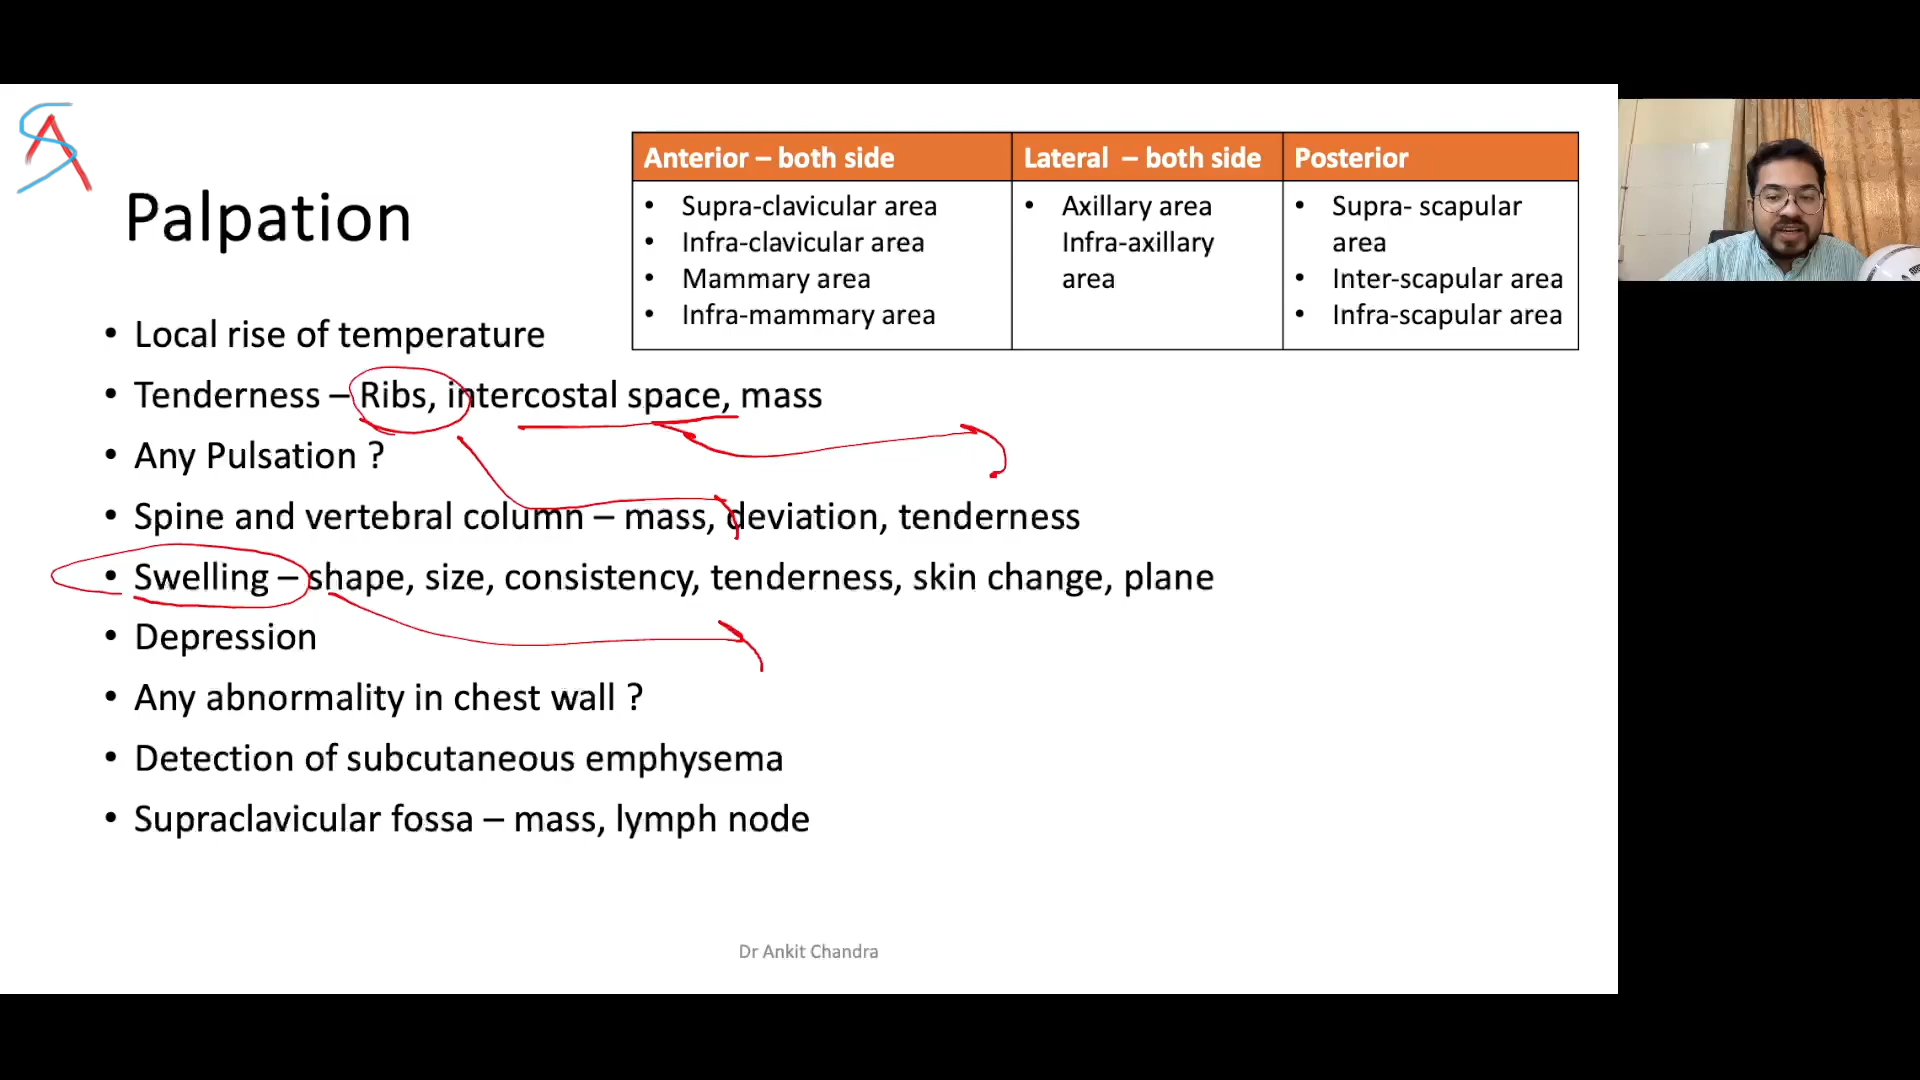 SA
Palpation
Anterior – both side
Lateral – both side
Posterior
• Supra-clavicular area
• Infra-clavicular area
• Mammary area
• Infra-mammary area
• Axillary area
Infra-axillary
area
• Supra- scapular
area
• Inter-scapular area
• Infra-scapular area
• Local rise of temperature
• Tenderness – Ribs, intercostal space, mass
• Any Pulsation ?
• Spine and vertebral column – mass, deviation, tenderness
• Swelling – shape, size, consistency, tenderness, skin change, plane
• Depression
• Any abnormality in chest wall ?
• Detection of subcutaneous emphysema
• Supraclavicular fossa – mass, lymph node
Dr Ankit Chandra